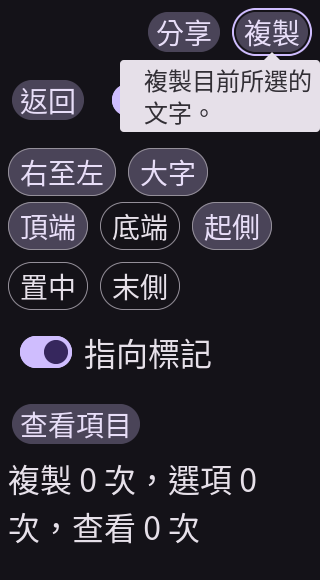 分享 複製
複製目前所選的
文字。
返回
右至左 大字
頂端 底端 起側
置中 末側
指向標記
查看項目
複製 0 次，選項 0
次，查看 0 次